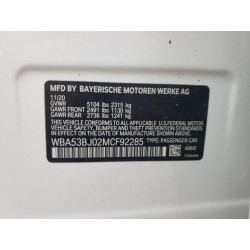 MFD BY BAYERISCHE MOTOREN WERKE AG
11/20
GVWR 5104 lbs 2315 kg
GAWR FRONT 2491 lbs 1130 kg
GAWR REAR 2736 lbs 1241 kg
THIS VEHICLE CONFORMS TO ALL APPLICABLE
U.S. FEDERAL MOTOR VEHICLE SAFETY,
BUMPER, AND THEFT PREVENTION
STANDARDS IN EFFECT ON THE DATE OF
MANUFACTURE SHOWN ABOVE.
WBA53BJ02MCF92285
TYPE: PASSENGER CAR